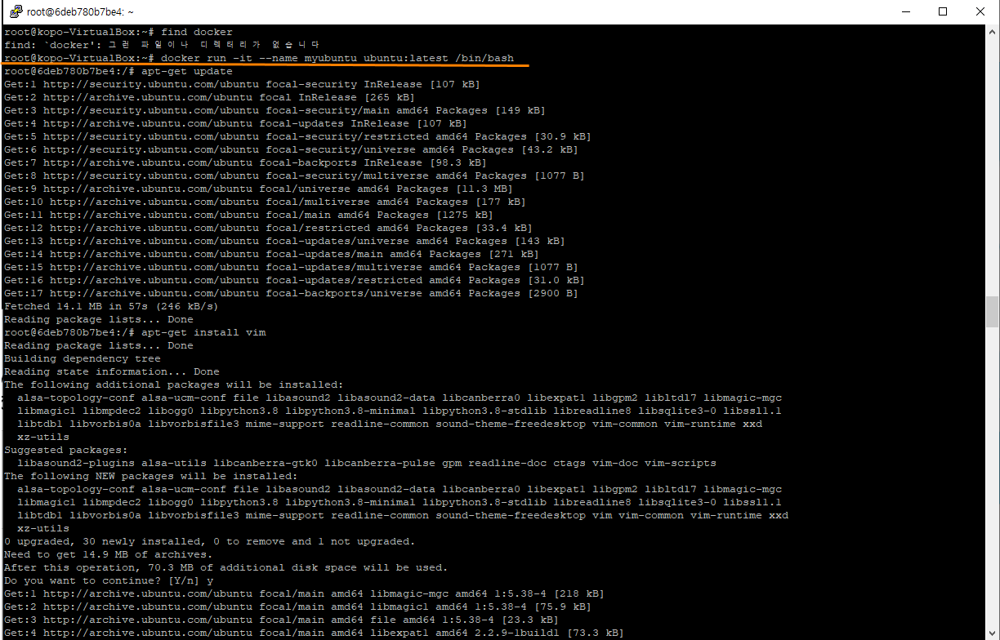 root@6deb780b7be4: ~
root@kopo-VirtualBox:~# find docker
find: `docker': 그런 파일이나 디렉터리가 없습니다
root@kopo-VirtualBox:~# docker run -it --name myubuntu ubuntu:latest /bin/bash
root@6deb780b7be4:/# apt-get update
Get:1 http://security.ubuntu.com/ubuntu focal-security InRelease [107 kB]
Get:2 http://archive.ubuntu.com/ubuntu focal InRelease [265 kB]
Get:3 http://security.ubuntu.com/ubuntu focal-security/main amd64 Packages [149 kB]
Get:4 http://archive.ubuntu.com/ubuntu focal-updates InRelease [107 kB]
Get:5 http://security.ubuntu.com/ubuntu focal-security/restricted amd64 Packages [30.9 kB]
Get:6 http://security.ubuntu.com/ubuntu focal-security/universe amd64 Packages [43.2 kB]
Get:7 http://archive.ubuntu.com/ubuntu focal-backports InRelease [98.3 kB]
Get:8 http://security.ubuntu.com/ubuntu focal-security/multiverse amd64 Packages [1077 B]
Get:9 http://archive.ubuntu.com/ubuntu focal/universe amd64 Packages [11.3 MB]
Get:10 http://archive.ubuntu.com/ubuntu focal/multiverse amd64 Packages [177 kB]
Get:11 http://archive.ubuntu.com/ubuntu focal/main amd64 Packages [1275 kB]
Get:12 http://archive.ubuntu.com/ubuntu focal/restricted amd64 Packages [33.4 kB]
Get:13 http://archive.ubuntu.com/ubuntu focal-updates/universe amd64 Packages [143 kB]
Get:14 http://archive.ubuntu.com/ubuntu focal-updates/main amd64 Packages [271 kB]
Get:15 http://archive.ubuntu.com/ubuntu focal-updates/multiverse amd64 Packages [1077 B]
Get:16 http://archive.ubuntu.com/ubuntu focal-updates/restricted amd64 Packages [31.0 kB]
Get:17 http://archive.ubuntu.com/ubuntu focal-backports/universe amd64 Packages [2900 B]
Fetched 14.1 MB in 57s (246 kB/s)
Reading package lists... Done
root@6deb780b7be4:/# apt-get install vim
Reading package lists... Done
Building dependency tree
Reading state information... Done
The following additional packages will be installed:
alsa-topology-conf alsa-ucm-conf file libasound2 libasound2-data libcanberra0 libexpat1 libgpm2 libltdl7 libmagic-mgc
libmagic1 libmpdec2 libogg0 libpython3.8 libpython3.8-minimal libpython3.8-stdlib libreadline8 libsqlite3-0 libssl1.1
libtdb1 libvorbis0a libvorbisfile3 mime-support readline-common sound-theme-freedesktop vim-common vim-runtime xxd
xz-utils
Suggested packages:
libasound2-plugins alsa-utils libcanberra-gtk0 libcanberra-pulse gpm readline-doc ctags vim-doc vim-scripts
The following NEW packages will be installed:
alsa-topology-conf alsa-ucm-conf file libasound2 libasound2-data libcanberra0 libexpat1 libgpm2 libltdl7 libmagic-mgc
libmagic1 libmpdec2 libogg0 libpython3.8 libpython3.8-minimal libpython3.8-stdlib libreadline8 libsqlite3-0 libssl1.1
libtdb1 libvorbis0a libvorbisfile3 mime-support readline-common sound-theme-freedesktop vim vim-common vim-runtime xxd
xz-utils
0 upgraded, 30 newly installed, 0 to remove and 1 not upgraded.
Need to get 14.9 MB of archives.
After this operation, 70.3 MB of additional disk space will be used.
Do you want to continue? [Y/n] y
Get:1 http://archive.ubuntu.com/ubuntu focal/main amd64 libmagic-mgc amd64 1:5.38-4 [218 kB]
Get:2 http://archive.ubuntu.com/ubuntu focal/main amd64 libmagic1 amd64 1:5.38-4 [75.9 kB]
Get:3 http://archive.ubuntu.com/ubuntu focal/main amd64 file amd64 1:5.38-4 [23.3 kB]
Get:4 http://archive.ubuntu.com/ubuntu focal/main amd64 libexpat1 amd64 2.2.9-1build1 [73.3 kB]